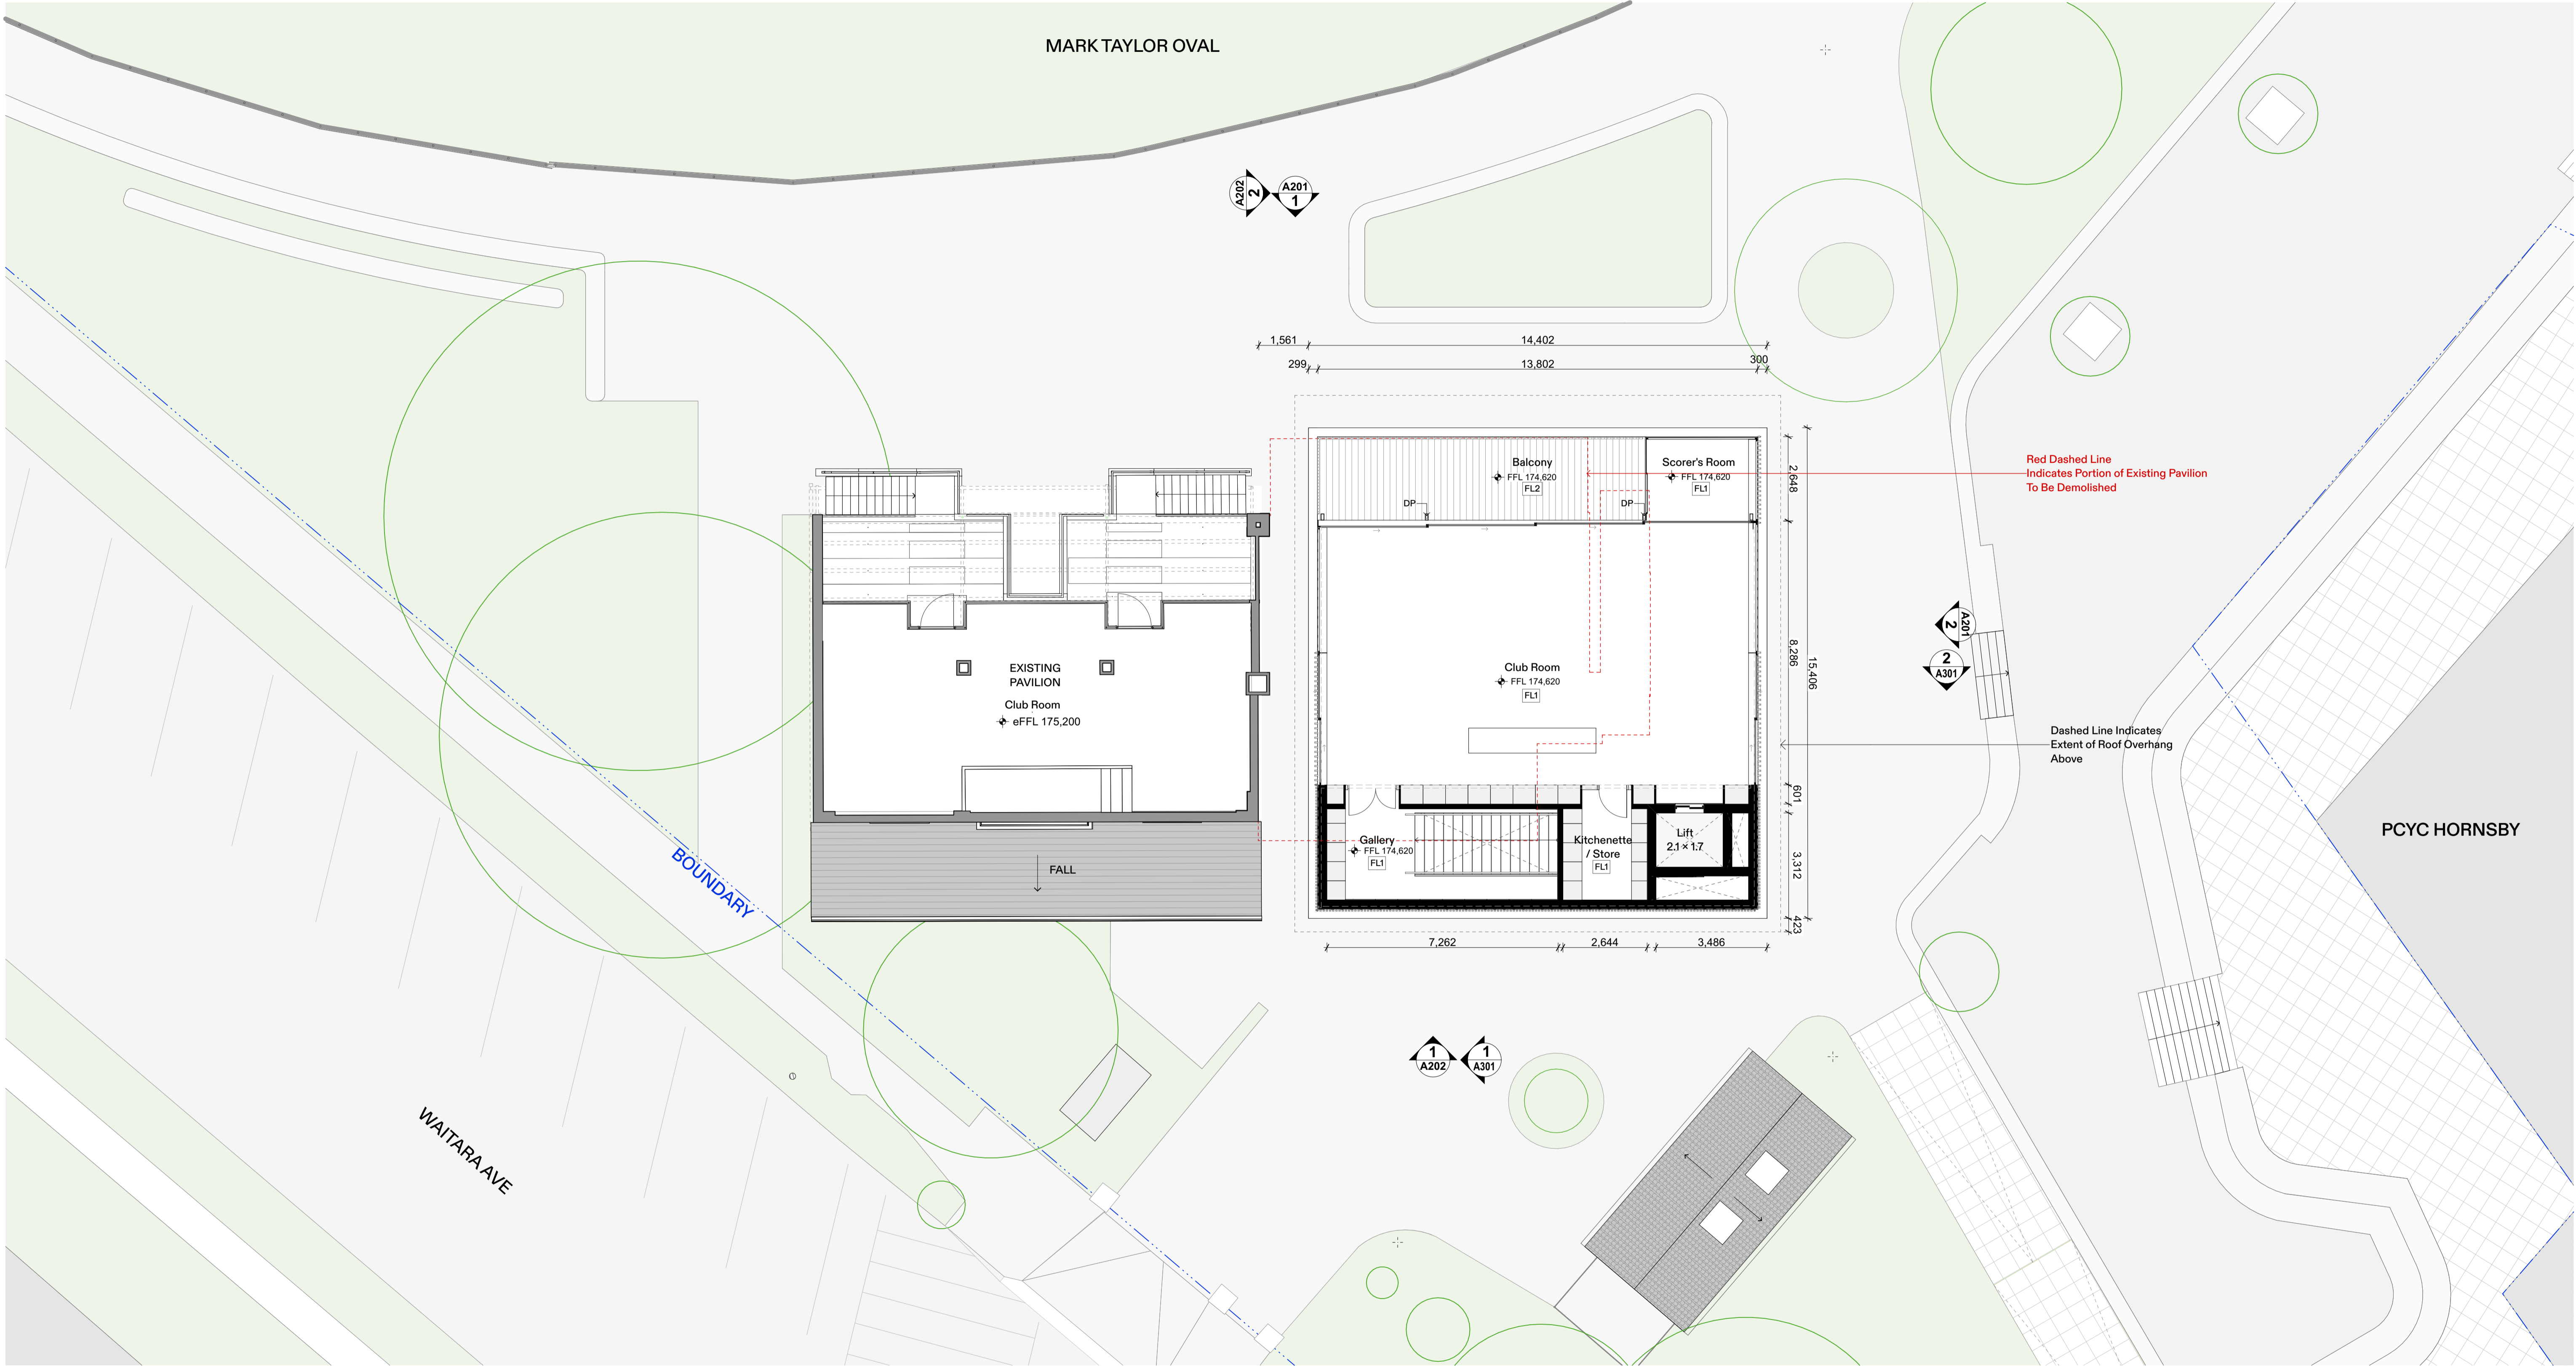 MARK TAYLOR OVAL
A202
2
A201
1
1,561
14,402
299
13,802
300
Balcony
FFL 174,620
FL2
Scorer's Room
FFL 174,620
FL1
DP
DP
2,648
Red Dashed Line
Indicates Portion of Existing Pavilion
To Be Demolished
A201
2
2
A301
EXISTING
PAVILION
Club Room
eFFL 175,200
Club Room
FFL 174,620
FL1
8,286
15,406
Dashed Line Indicates
Extent of Roof Overhang
Above
601
PCYC HORNSBY
Gallery
FFL 174,620
FL1
Kitchenette
/ Store
FL1
Lift
2.1 × 1.7
3,312
FALL
BOUNDARY
423
7,262
2,644
3,486
1
A202
1
A301
WAITARA AVE